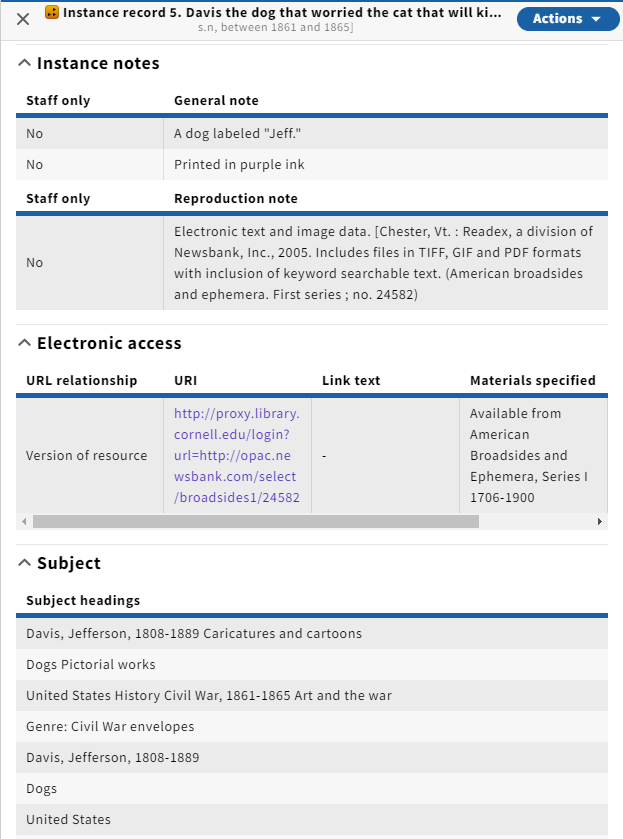 Instance record 5. Davis the dog that worried the cat that will ki...
s.n, between 1861 and 1865]
Actions
Instance notes
Staff only General note
No A dog labeled "Jeff."
No Printed in purple ink
Staff only Reproduction note
No
Electronic text and image data. [Chester, Vt. : Readex, a division of
Newsbank, Inc., 2005. Includes files in TIFF, GIF and PDF formats
with inclusion of keyword searchable text. (American broadsides
and ephemera. First series ; no. 24582)
Electronic access
URL relationship URI Link text Materials specified
Version of resource
http://proxy.library.
cornell.edu/login?
url=http://opac.ne
wsbank.com/select
/broadsides1/24582
-
Available from
American
Broadsides and
Ephemera, Series I
1706-1900
Subject
Subject headings
Davis, Jefferson, 1808-1889 Caricatures and cartoons
Dogs Pictorial works
United States History Civil War, 1861-1865 Art and the war
Genre: Civil War envelopes
Davis, Jefferson, 1808-1889
Dogs
United States